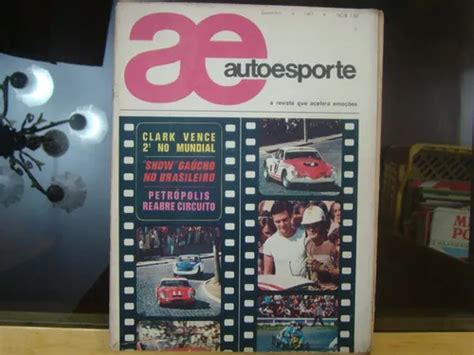 ae
autoesporte
a revista que acelera emoções
CLARK VENCE
2º NO MUNDIAL
"SHOW" GAÚCHO
NO BRASILEIRO
PETRÓPOLIS
REABRE CIRCUITO